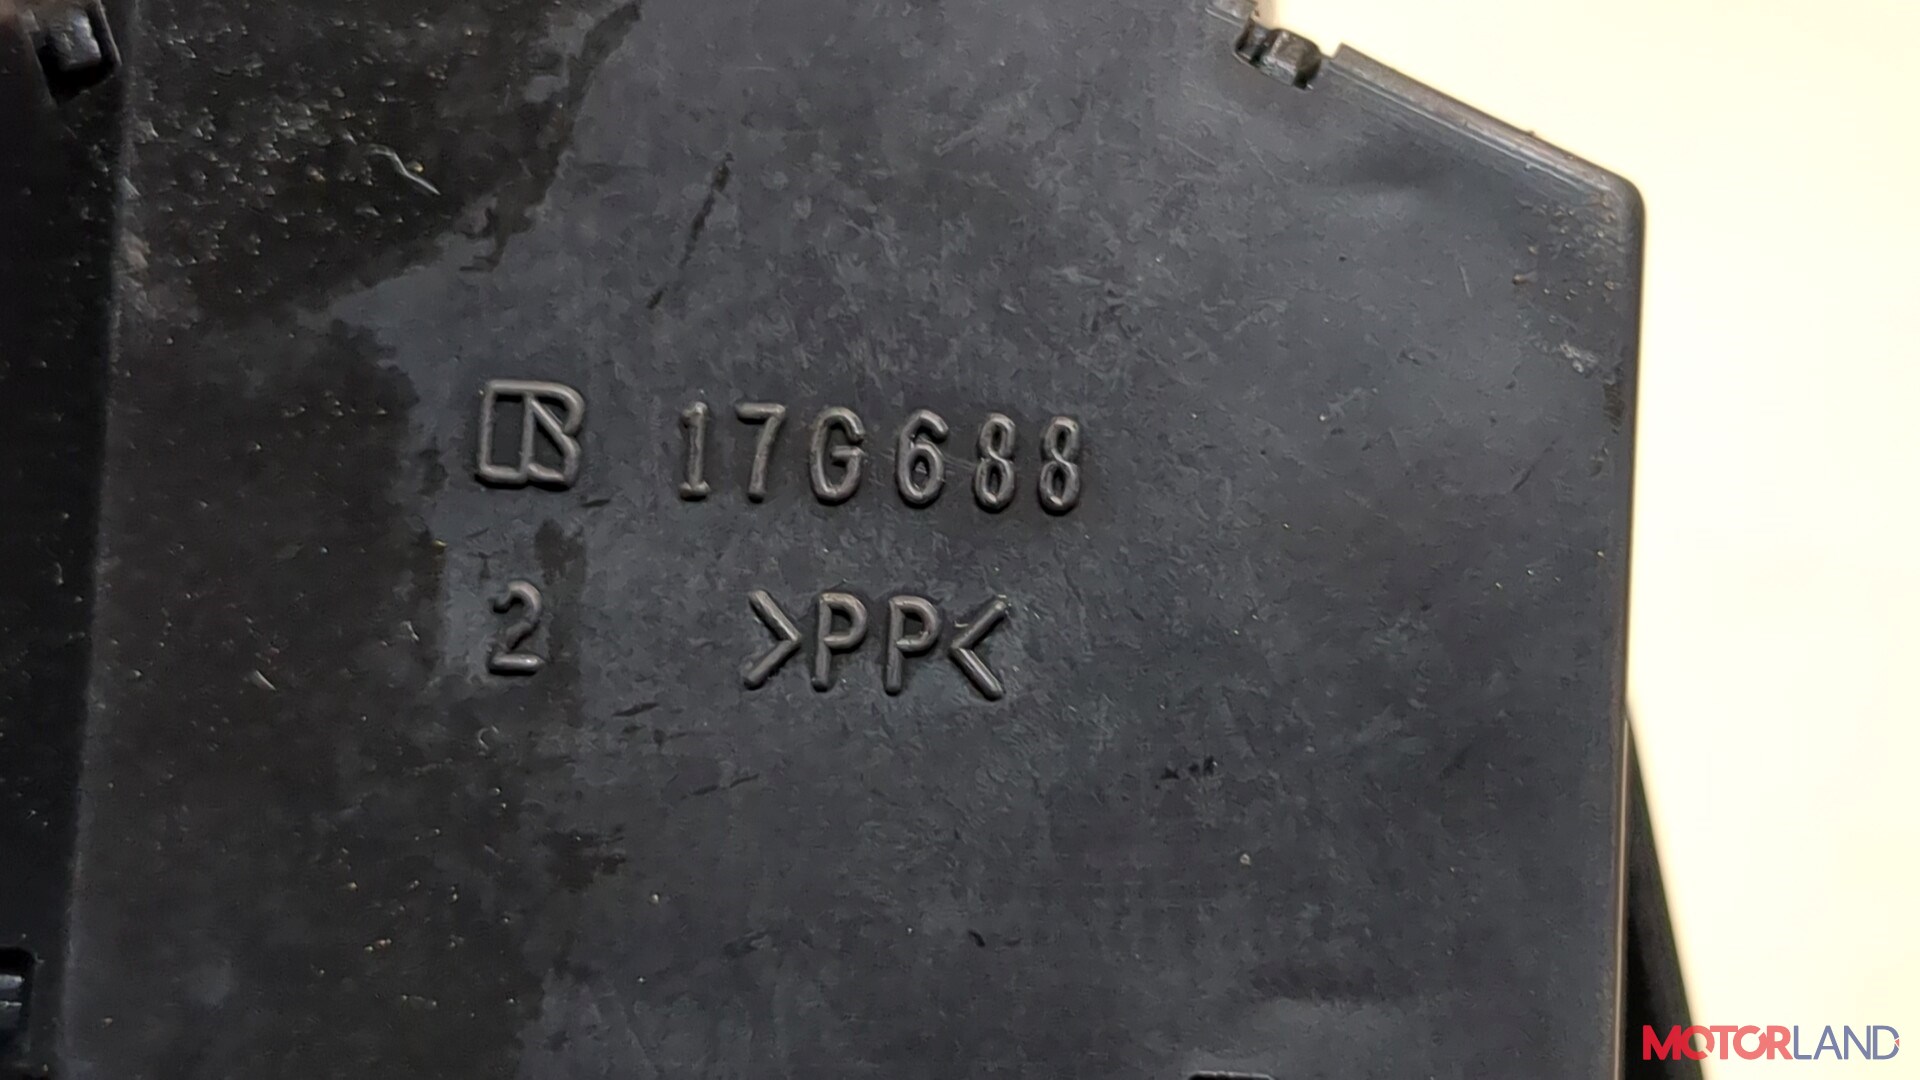 17G688
2 >PP<
MOTORLAND